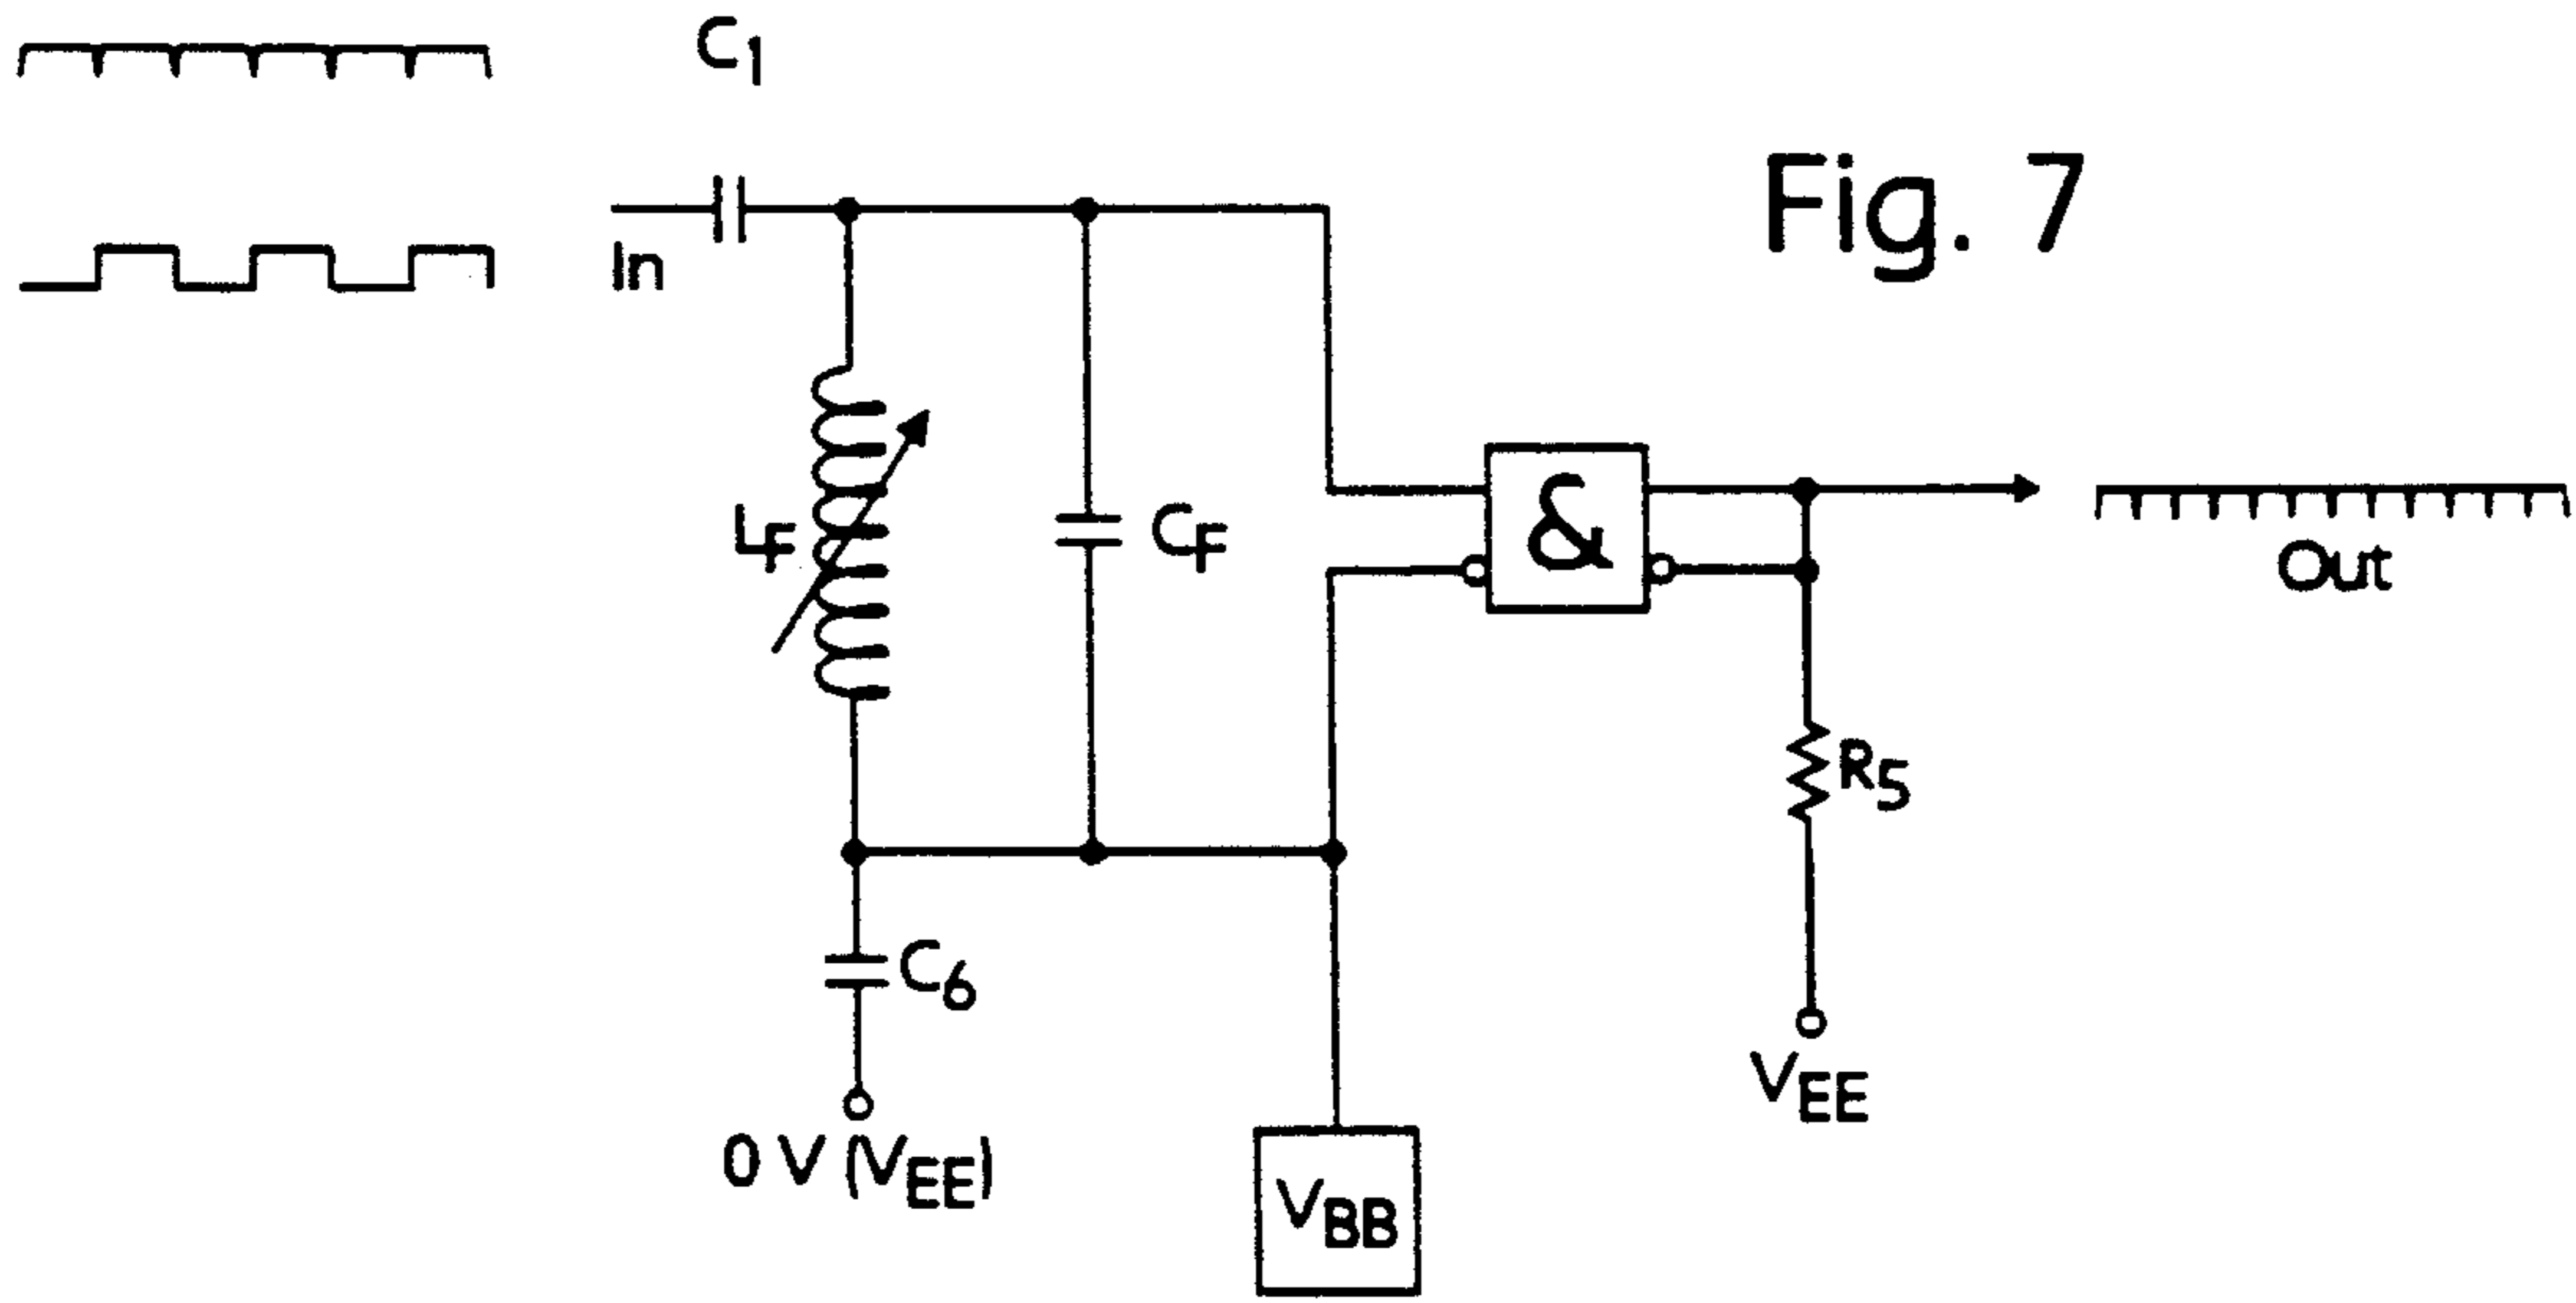 C1
Fig. 7
In
LF
CF
&
Out
R5
C6
VEE
0 V (VEE)
VBB